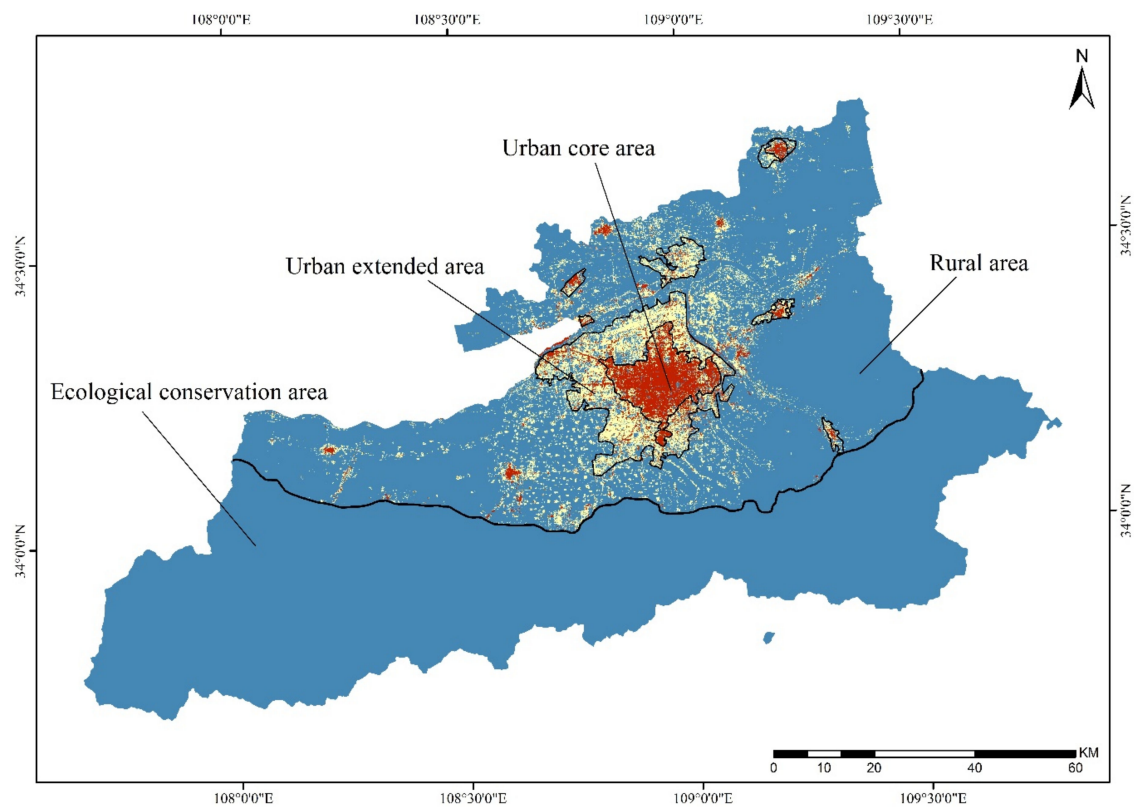 108°0'0"E
108°30'0"E
109°0'0"E
109°30'0"E
N
Urban core area
34°30'0"N
34°30'0"N
Urban extended area
Rural area
Ecological conservation area
34°0'0"N
34°0'0"N
KM
0 10 20 40 60
108°0'0"E
108°30'0"E
109°0'0"E
109°30'0"E